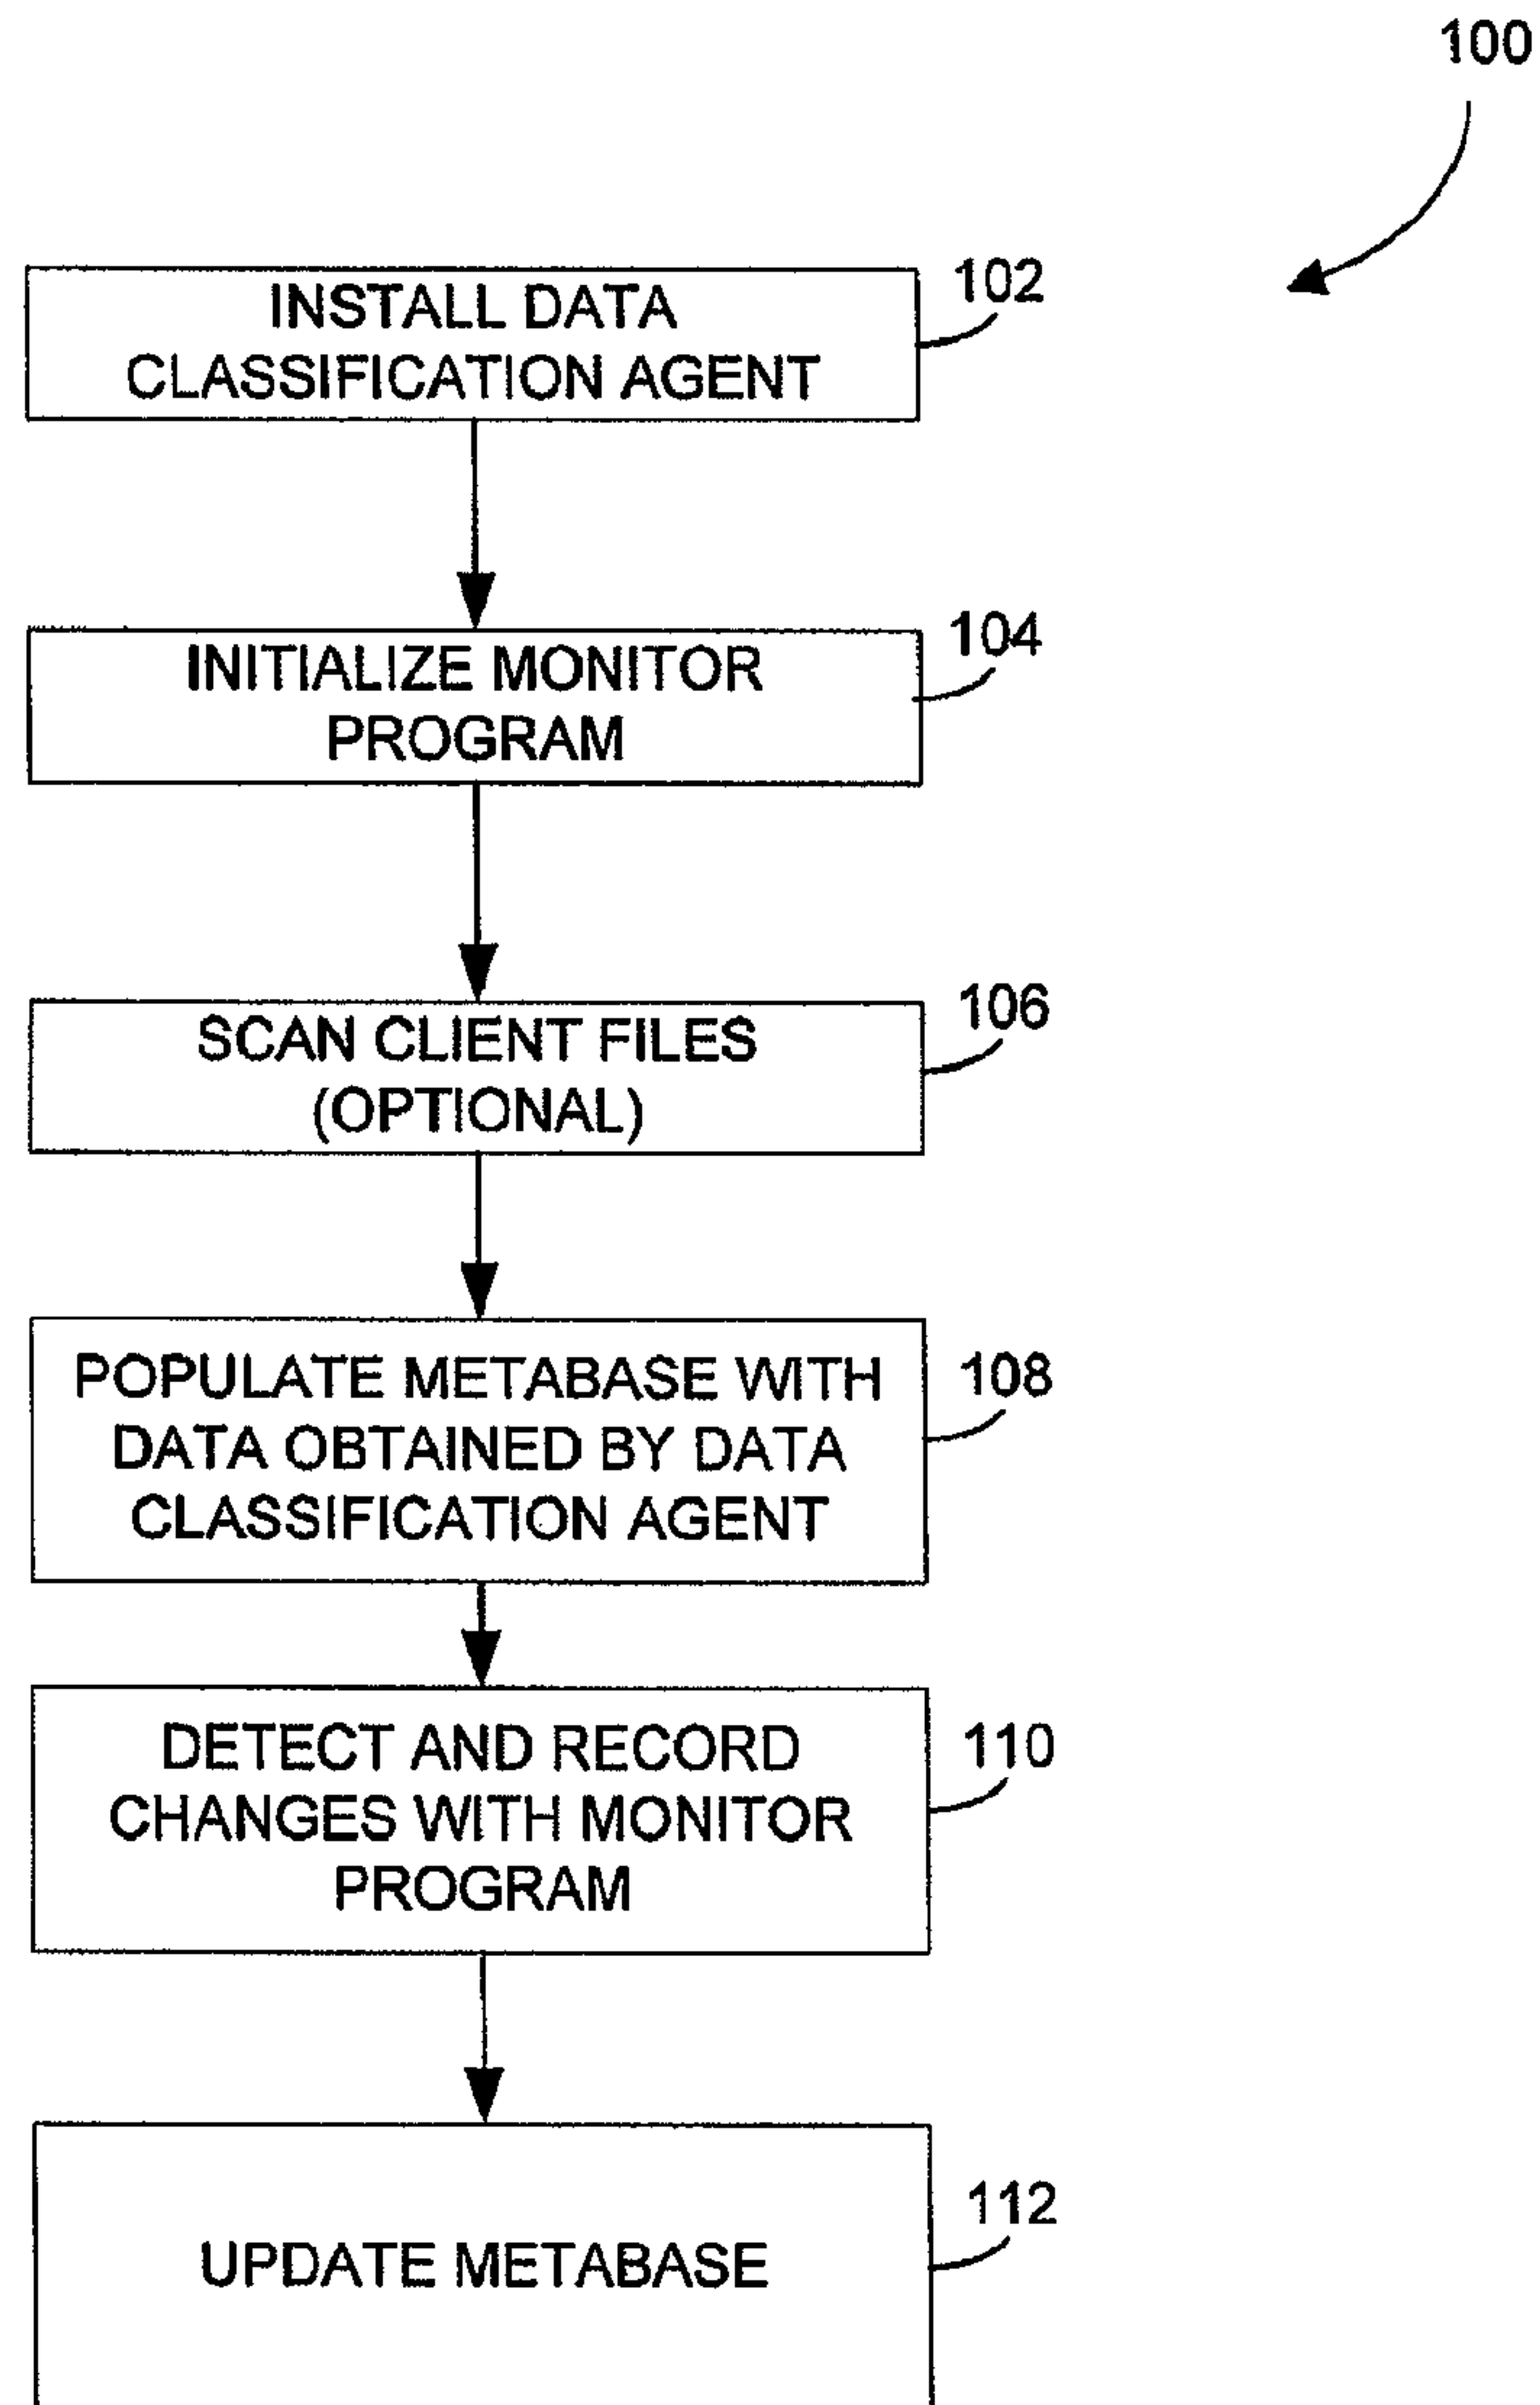 100
INSTALL DATA
CLASSIFICATION AGENT
102
INITIALIZE MONITOR
PROGRAM
104
SCAN CLIENT FILES
(OPTIONAL)
106
POPULATE METABASE WITH
DATA OBTAINED BY DATA
CLASSIFICATION AGENT
108
DETECT AND RECORD
CHANGES WITH MONITOR
PROGRAM
110
UPDATE METABASE
112